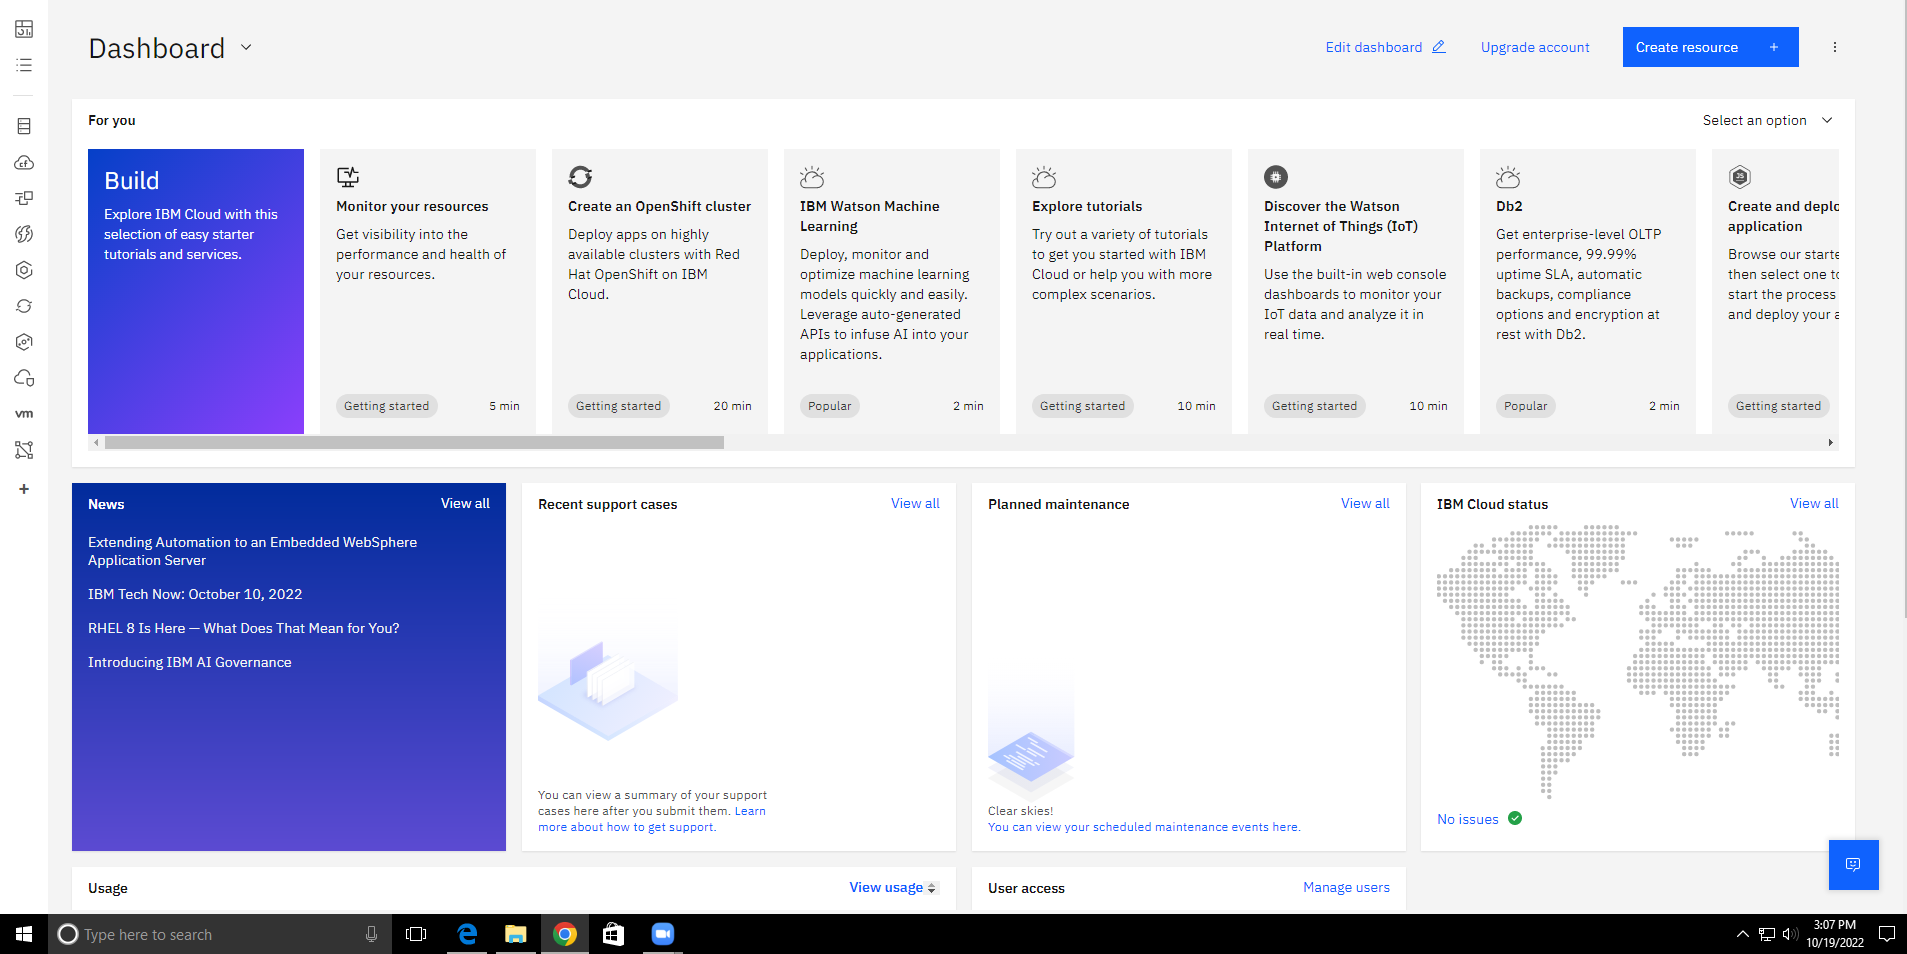 Dashboard
Edit dashboard
Upgrade account
Create resource +
For you
Select an option
Build
Explore IBM Cloud with this
selection of easy starter
tutorials and services.
Monitor your resources
Get visibility into the
performance and health of
your resources.
Getting started
5 min
Create an OpenShift cluster
Deploy apps on highly
available clusters with Red
Hat OpenShift on IBM
Cloud.
Getting started
20 min
IBM Watson Machine
Learning
Deploy, monitor and
optimize machine learning
models quickly and easily.
Leverage auto-generated
APIs to infuse AI into your
applications.
Popular
2 min
Explore tutorials
Try out a variety of tutorials
to get you started with IBM
Cloud or help you with more
complex scenarios.
Getting started
10 min
Discover the Watson
Internet of Things (IoT)
Platform
Use the built-in web console
dashboards to monitor your
IoT data and analyze it in
real time.
Getting started
10 min
Db2
Get enterprise-level OLTP
performance, 99.99%
uptime SLA, automatic
backups, compliance
options and encryption at
rest with Db2.
Popular
2 min
JS
Create and deplo
application
Browse our starte
then select one to
start the process
and deploy your a
Getting started
cf
vm
+
News
View all
Extending Automation to an Embedded WebSphere
Application Server
IBM Tech Now: October 10, 2022
RHEL 8 Is Here — What Does That Mean for You?
Introducing IBM AI Governance
Recent support cases
View all
You can view a summary of your support
cases here after you submit them. Learn
more about how to get support.
Planned maintenance
View all
Clear skies!
You can view your scheduled maintenance events here.
IBM Cloud status
View all
No issues
Usage
View usage
User access
Manage users
Type here to search
3:07 PM
10/19/2022